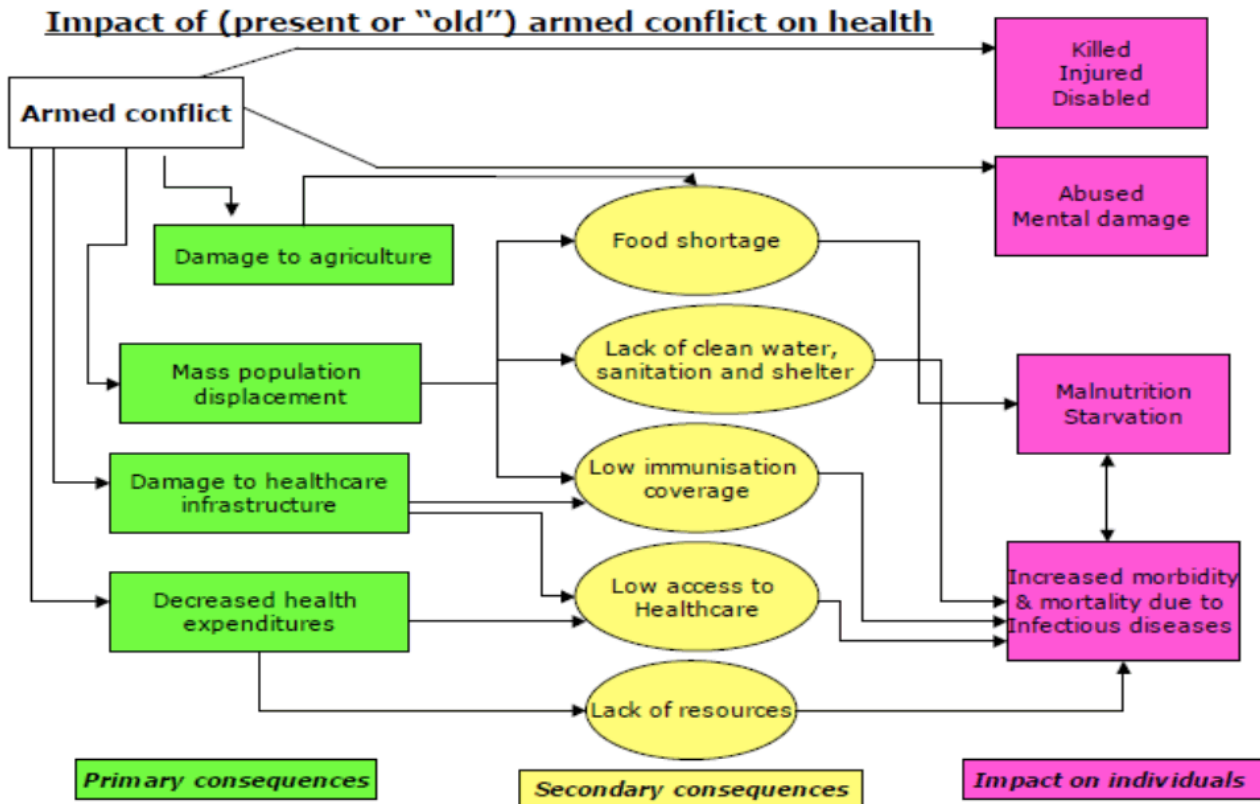 Impact of (present or “old”) armed conflict on health
Armed conflict
Killed
Injured
Disabled
Abused
Mental damage
Damage to agriculture
Food shortage
Mass population
displacement
Lack of clean water,
sanitation and shelter
Malnutrition
Starvation
Damage to healthcare
infrastructure
Low immunisation
coverage
Decreased health
expenditures
Low access to
Healthcare
Increased morbidity
& mortality due to
Infectious diseases
Lack of resources
Primary consequences
Secondary consequences
Impact on individuals